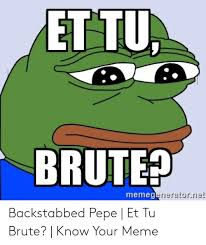 ET TU,
BRUTE?
memegenerator.net
Backstabbed Pepe | Et Tu
Brute? | Know Your Meme